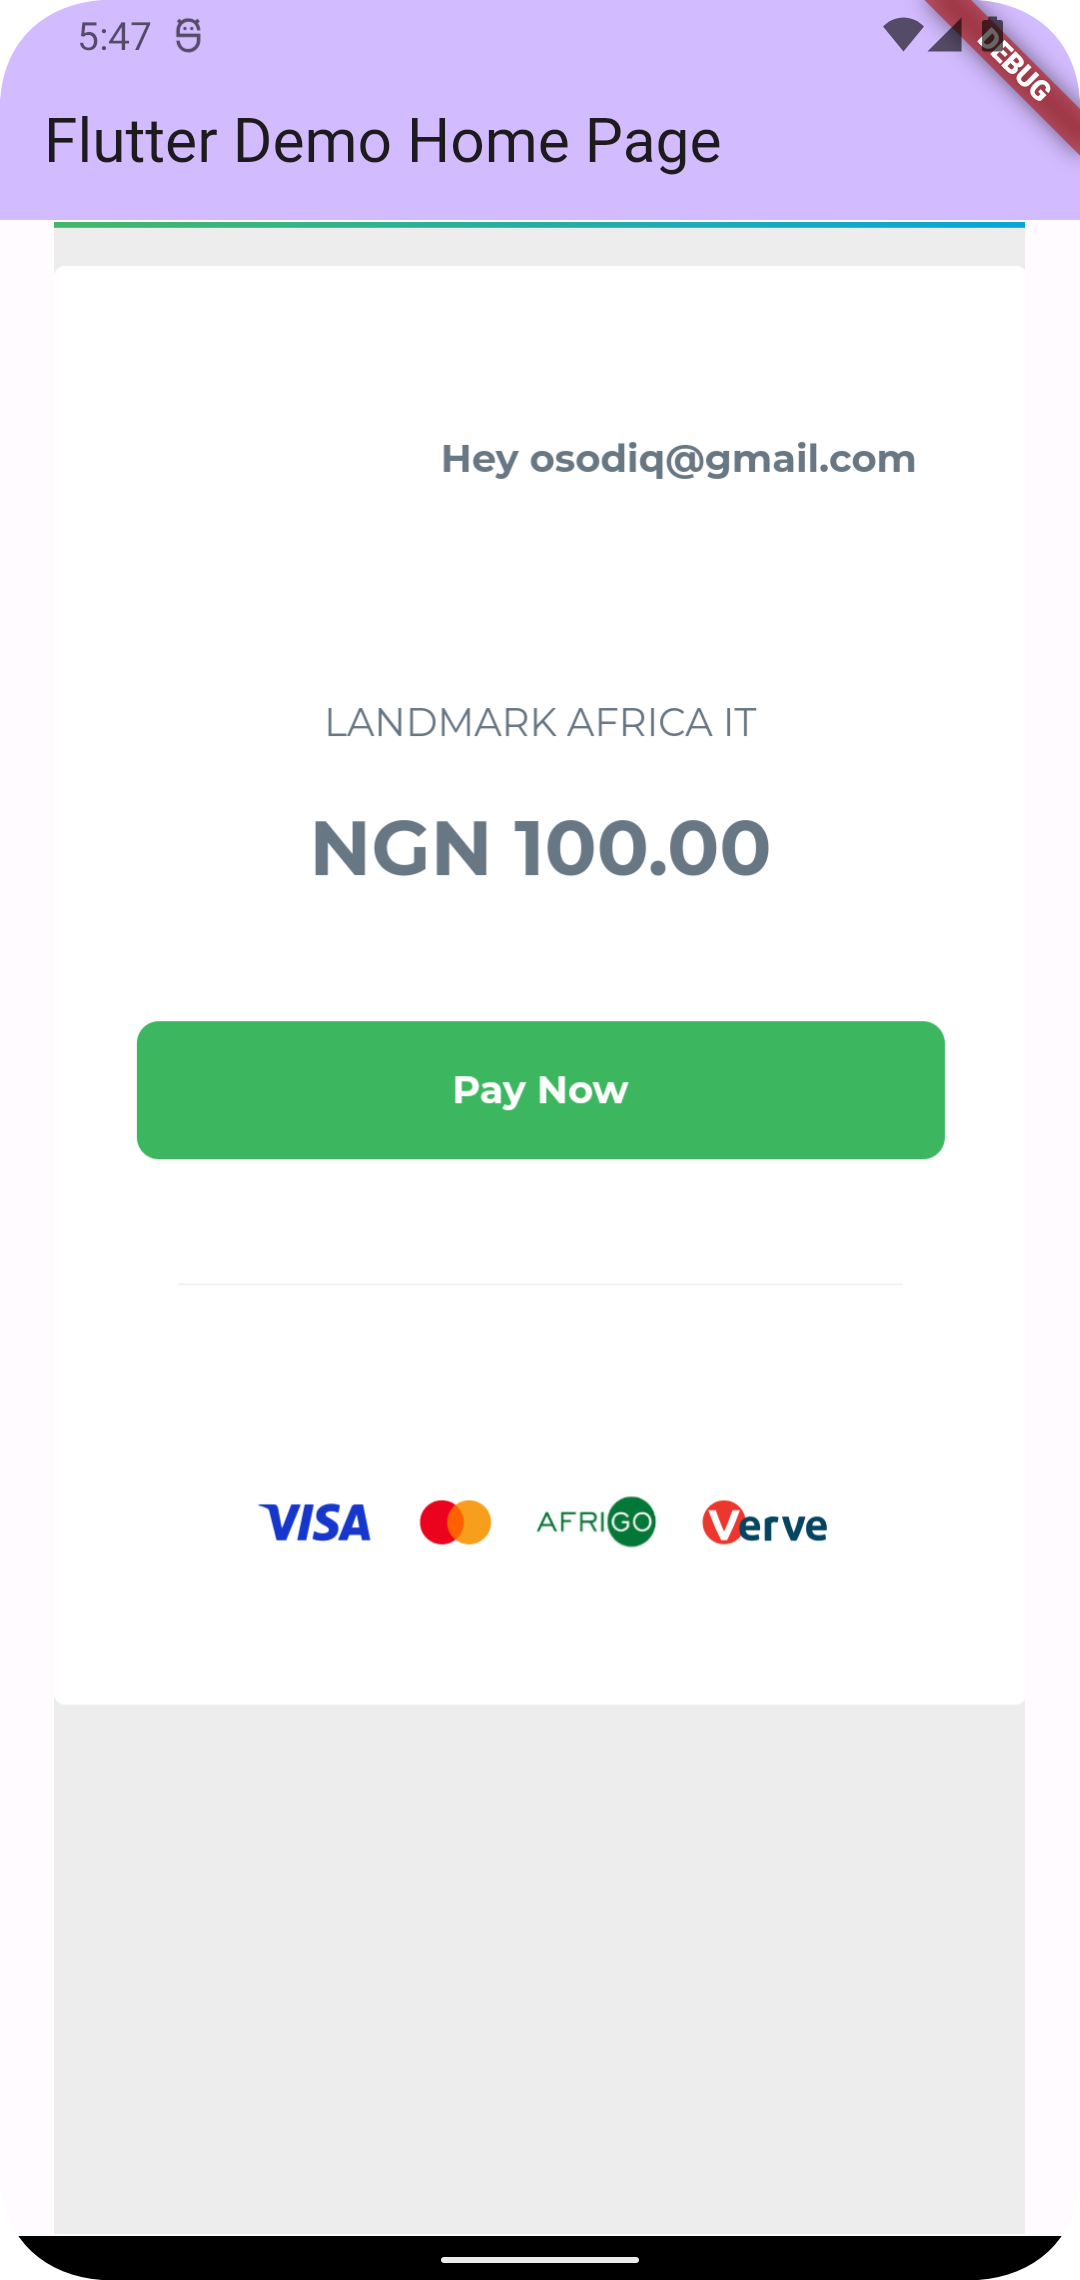 5:47
DEBUG
Flutter Demo Home Page
Hey osodiq@gmail.com
LANDMARK AFRICA IT
NGN 100.00
Pay Now
VISA AFRIGO Verve